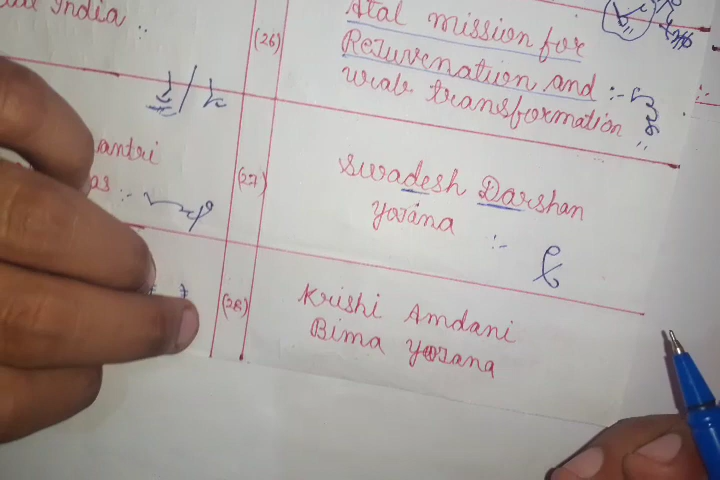 India :-
(26) Atal mission for
Rejuvenation and
urab transformation :-
antri
as :-
(27) Swadesh Darshan
yojana :-
(28) Krishi Amdani
Bima yojana